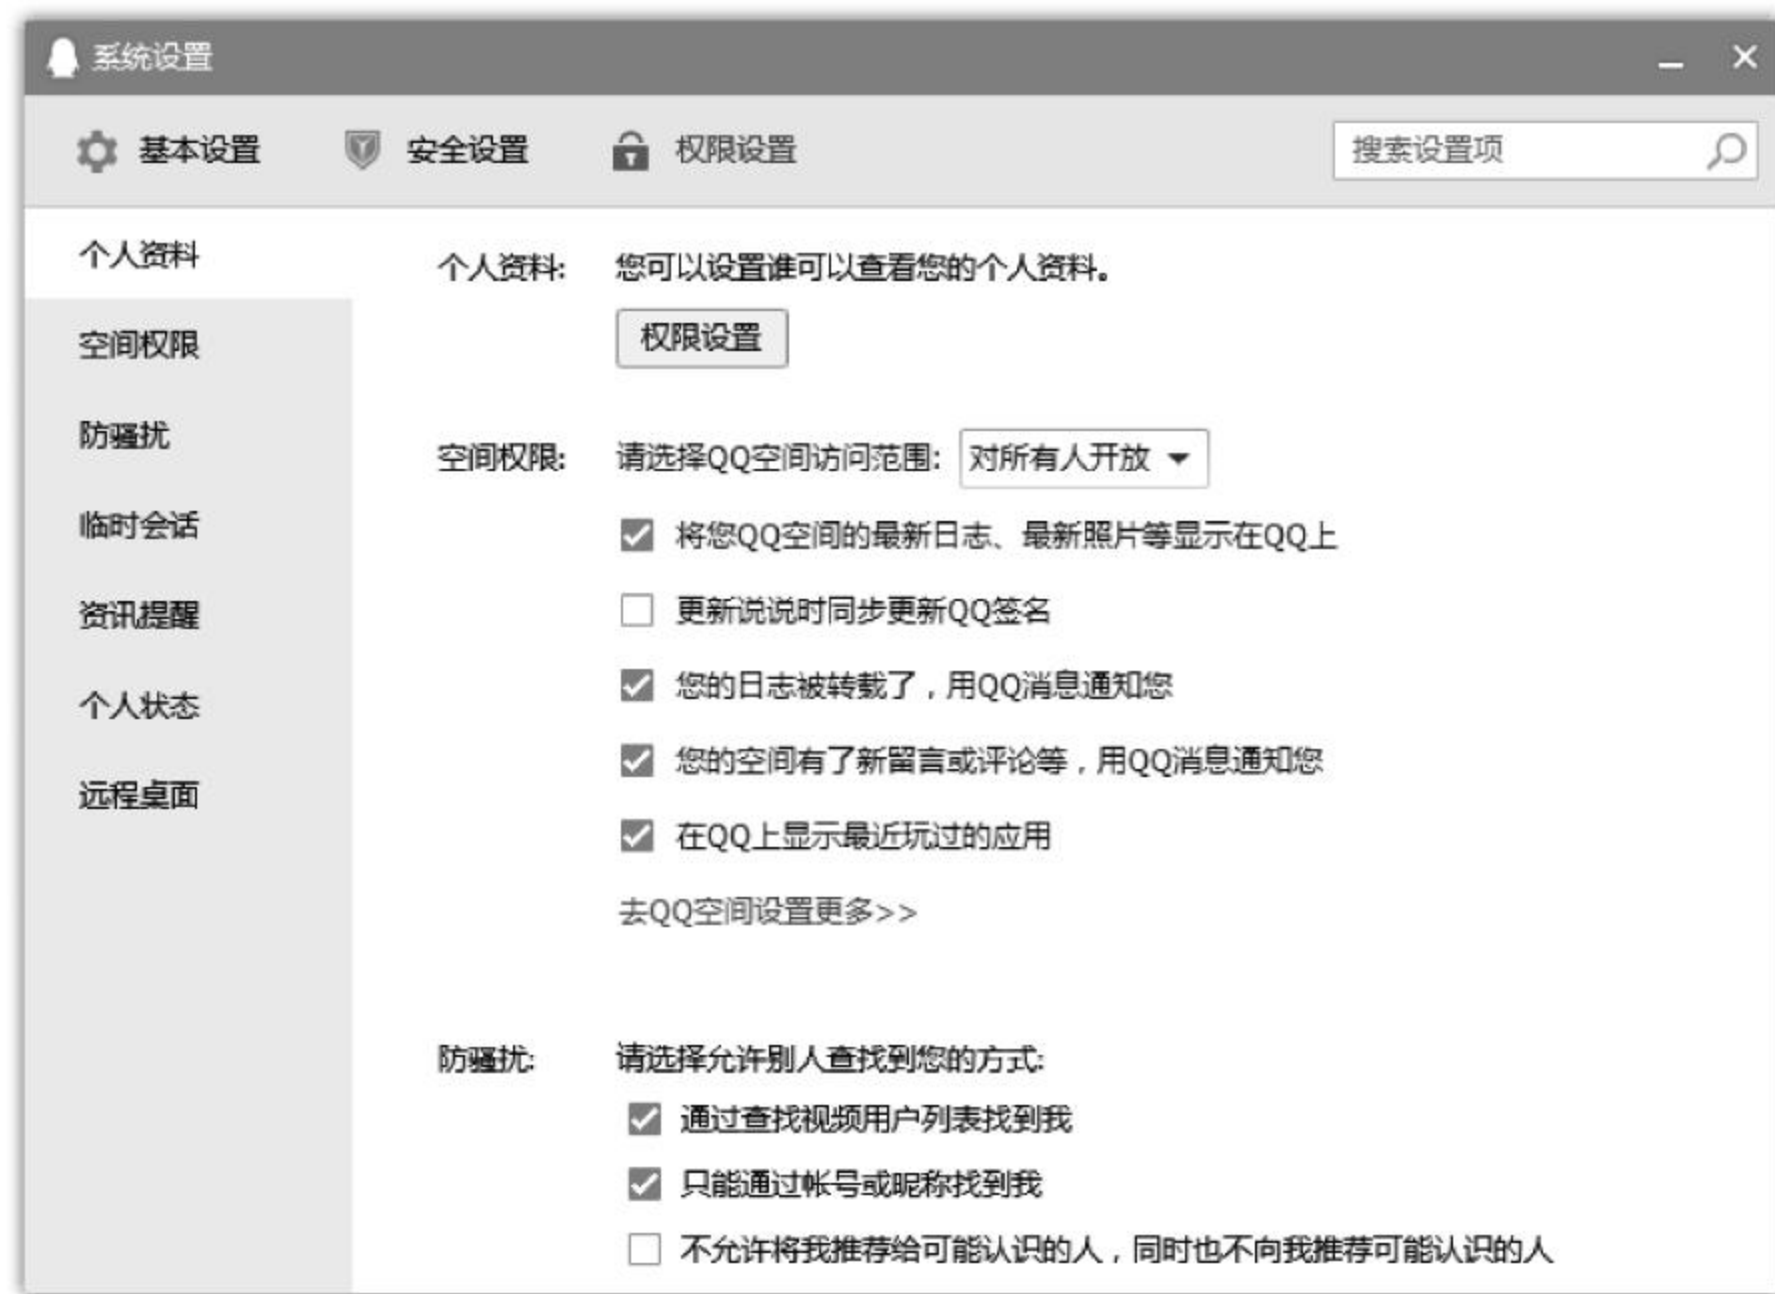 系统设置
基本设置 安全设置 权限设置 搜索设置项
个人资料
空间权限
防骚扰
临时会话
资讯提醒
个人状态
远程桌面
个人资料: 您可以设置谁可以查看您的个人资料。
权限设置
空间权限: 请选择QQ空间访问范围: 对所有人开放
将您QQ空间的最新日志、最新照片等显示在QQ上
更新说说时同步更新QQ签名
您的日志被转载了，用QQ消息通知您
您的空间有了新留言或评论等，用QQ消息通知您
在QQ上显示最近玩过的应用
去QQ空间设置更多>>
防骚扰: 请选择允许别人查找到您的方式:
通过查找视频用户列表找到我
只能通过帐号或昵称找到我
不允许将我推荐给可能认识的人，同时也不向我推荐可能认识的人